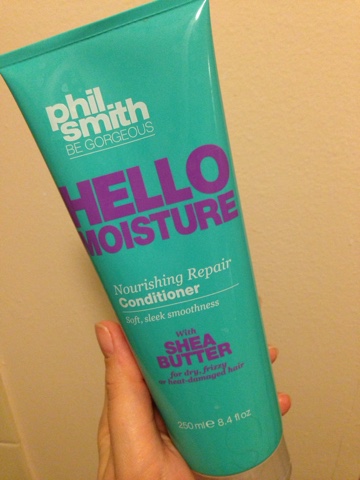 phil
smith
BE GORGEOUS
HELLO
MOISTURE
Nourishing Repair
Conditioner
Soft, sleek smoothness
With
SHEA
BUTTER
for dry, frizzy
or heat-damaged hair
250 ml e 8.4 fl oz